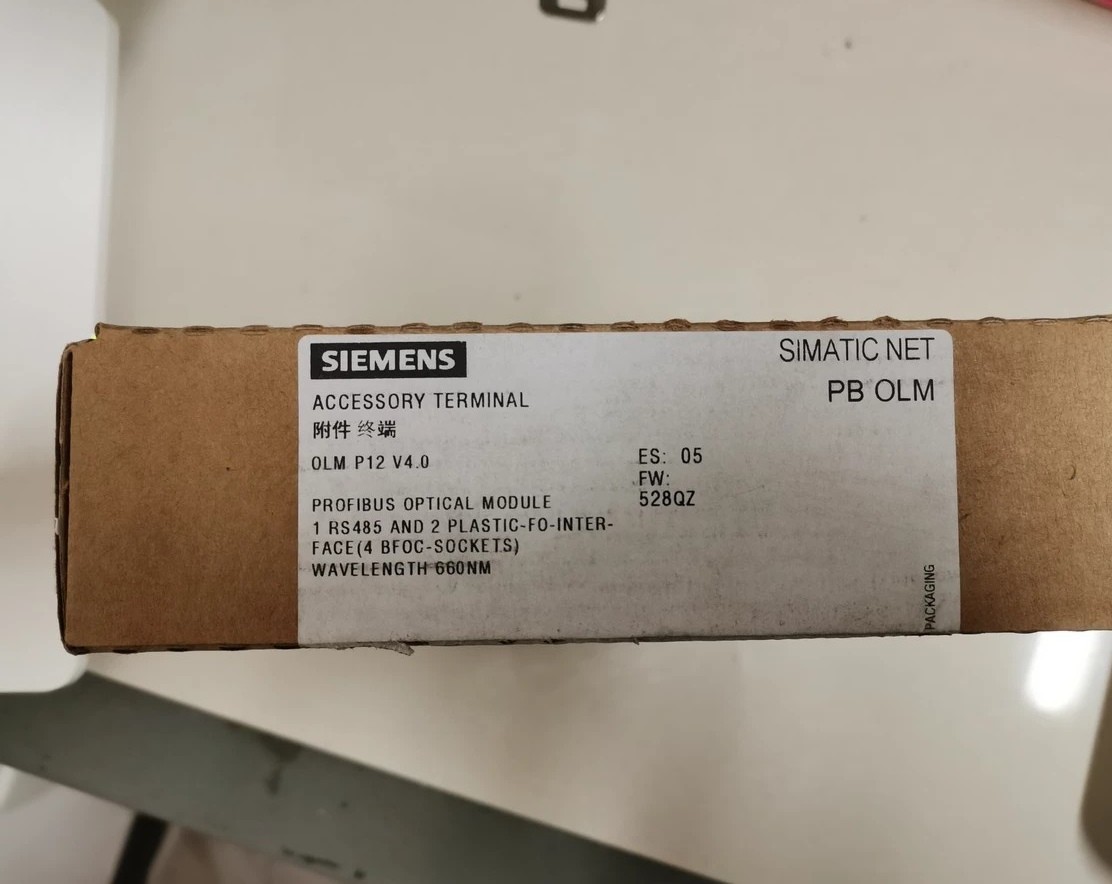 SIEMENS
SIMATIC NET
PB OLM
ACCESSORY TERMINAL
附件 终端
OLM P12 V4.0
ES: 05
FW:
528QZ
PROFIBUS OPTICAL MODULE
1 RS485 AND 2 PLASTIC-FO-INTER-
FACE(4 BFOC-SOCKETS)
WAVELENGTH 660NM
PACKAGING